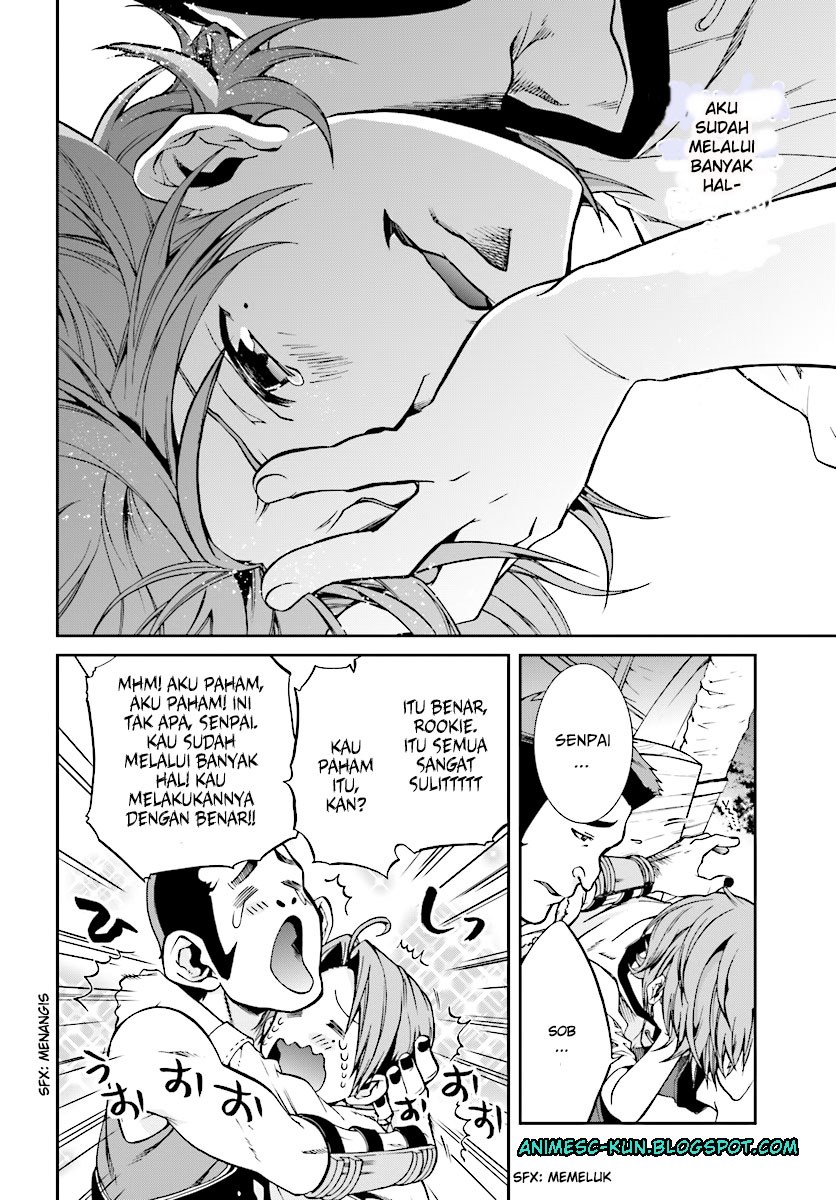 AKU
SUDAH
MELALUI
BANYAK
HAL-
SENPAI
...
SOB
...
ITU BENAR,
ROOKIE.
ITU SEMUA
SANGAT
SULITTTTT
KAU
PAHAM
ITU,
KAN?
MHM! AKU PAHAM,
AKU PAHAM! INI
TAK APA, SENPAI.
KAU SUDAH
MELALUI BANYAK
HAL! KAU
MELAKUKANNYA
DENGAN BENAR!!
ひしっ
うおお
おお
おお
SFX: MENANGIS
ANIMESC-KUN.BLOGSPOT.COM
SFX: MEMELUK